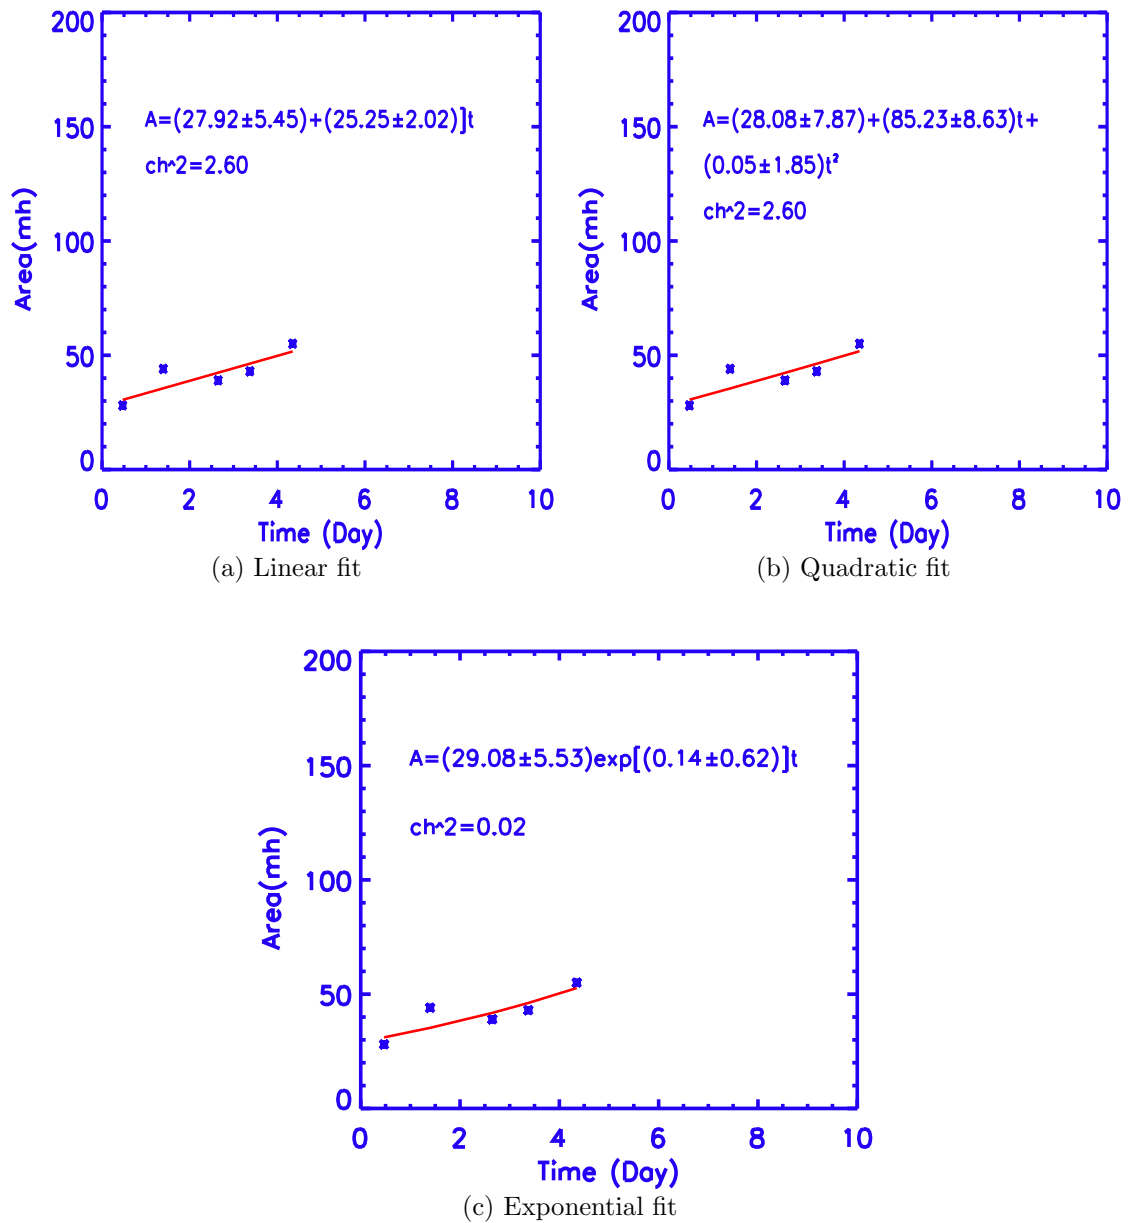 200
150
100
50
0
Area(mh)
A=(27.92±5.45)+(25.25±2.02)]t
ch^2=2.60
0 2 4 6 8 10
Time (Day)
(a) Linear fit
200
150
100
50
0
Area(mh)
A=(28.08±7.87)+(85.23±8.63)t+
(0.05±1.85)t²
ch^2=2.60
0 2 4 6 8 10
Time (Day)
(b) Quadratic fit
200
150
100
50
0
Area(mh)
A=(29.08±5.53)exp[(0.14±0.62)]t
ch^2=0.02
0 2 4 6 8 10
Time (Day)
(c) Exponential fit